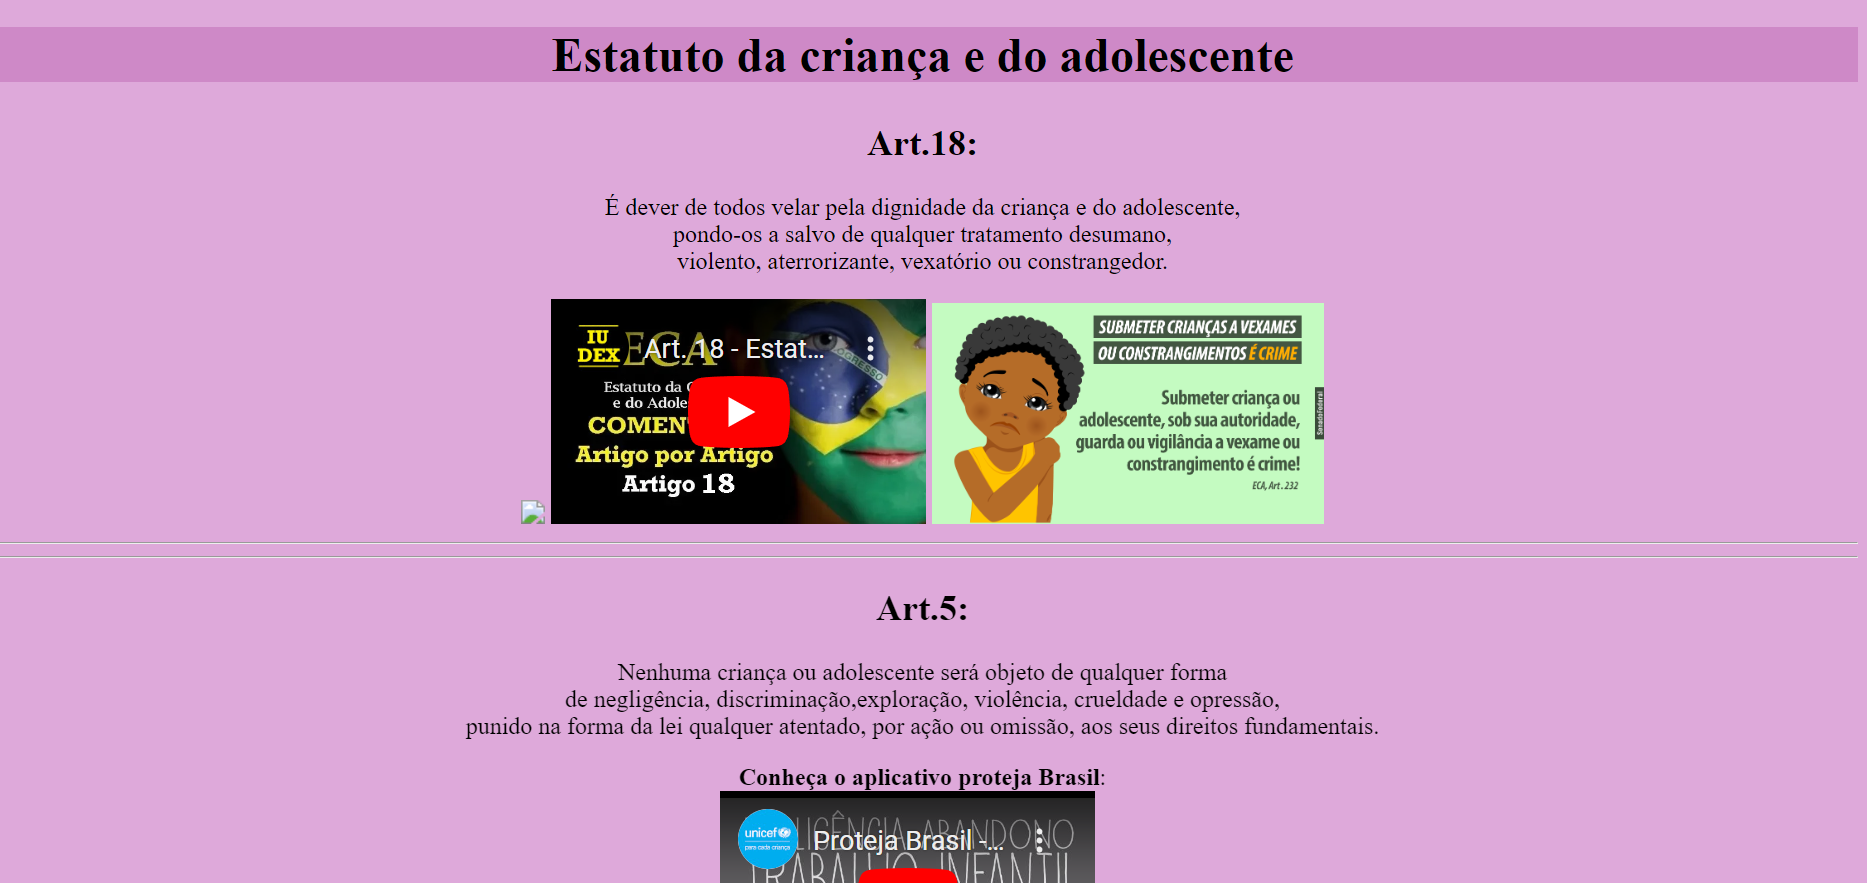 Estatuto da criança e do adolescente
Art.18:
É dever de todos velar pela dignidade da criança e do adolescente,
pondo-os a salvo de qualquer tratamento desumano,
violento, aterrorizante, vexatório ou constrangedor.
IU
DEX
ECA
Art. 18 - Estat...
Estatuto da
e do Adole
COMEN
Artigo por Artigo
Artigo 18
SUBMETER CRIANÇAS A VEXAMES
OU CONSTRANGIMENTOS É CRIME
Submeter criança ou
adolescente, sob sua autoridade,
guarda ou vigilância a vexame ou
constrangimento é crime!
ECA, Art. 232
SenadoFederal
Art.5:
Nenhuma criança ou adolescente será objeto de qualquer forma
de negligência, discriminação,exploração, violência, crueldade e opressão,
punido na forma da lei qualquer atentado, por ação ou omissão, aos seus direitos fundamentais.
Conheça o aplicativo proteja Brasil:
unicef
para cada criança
LIGÊNCIA, ABANDONO
Proteja Brasil -...
TRABALHO INFANTIL